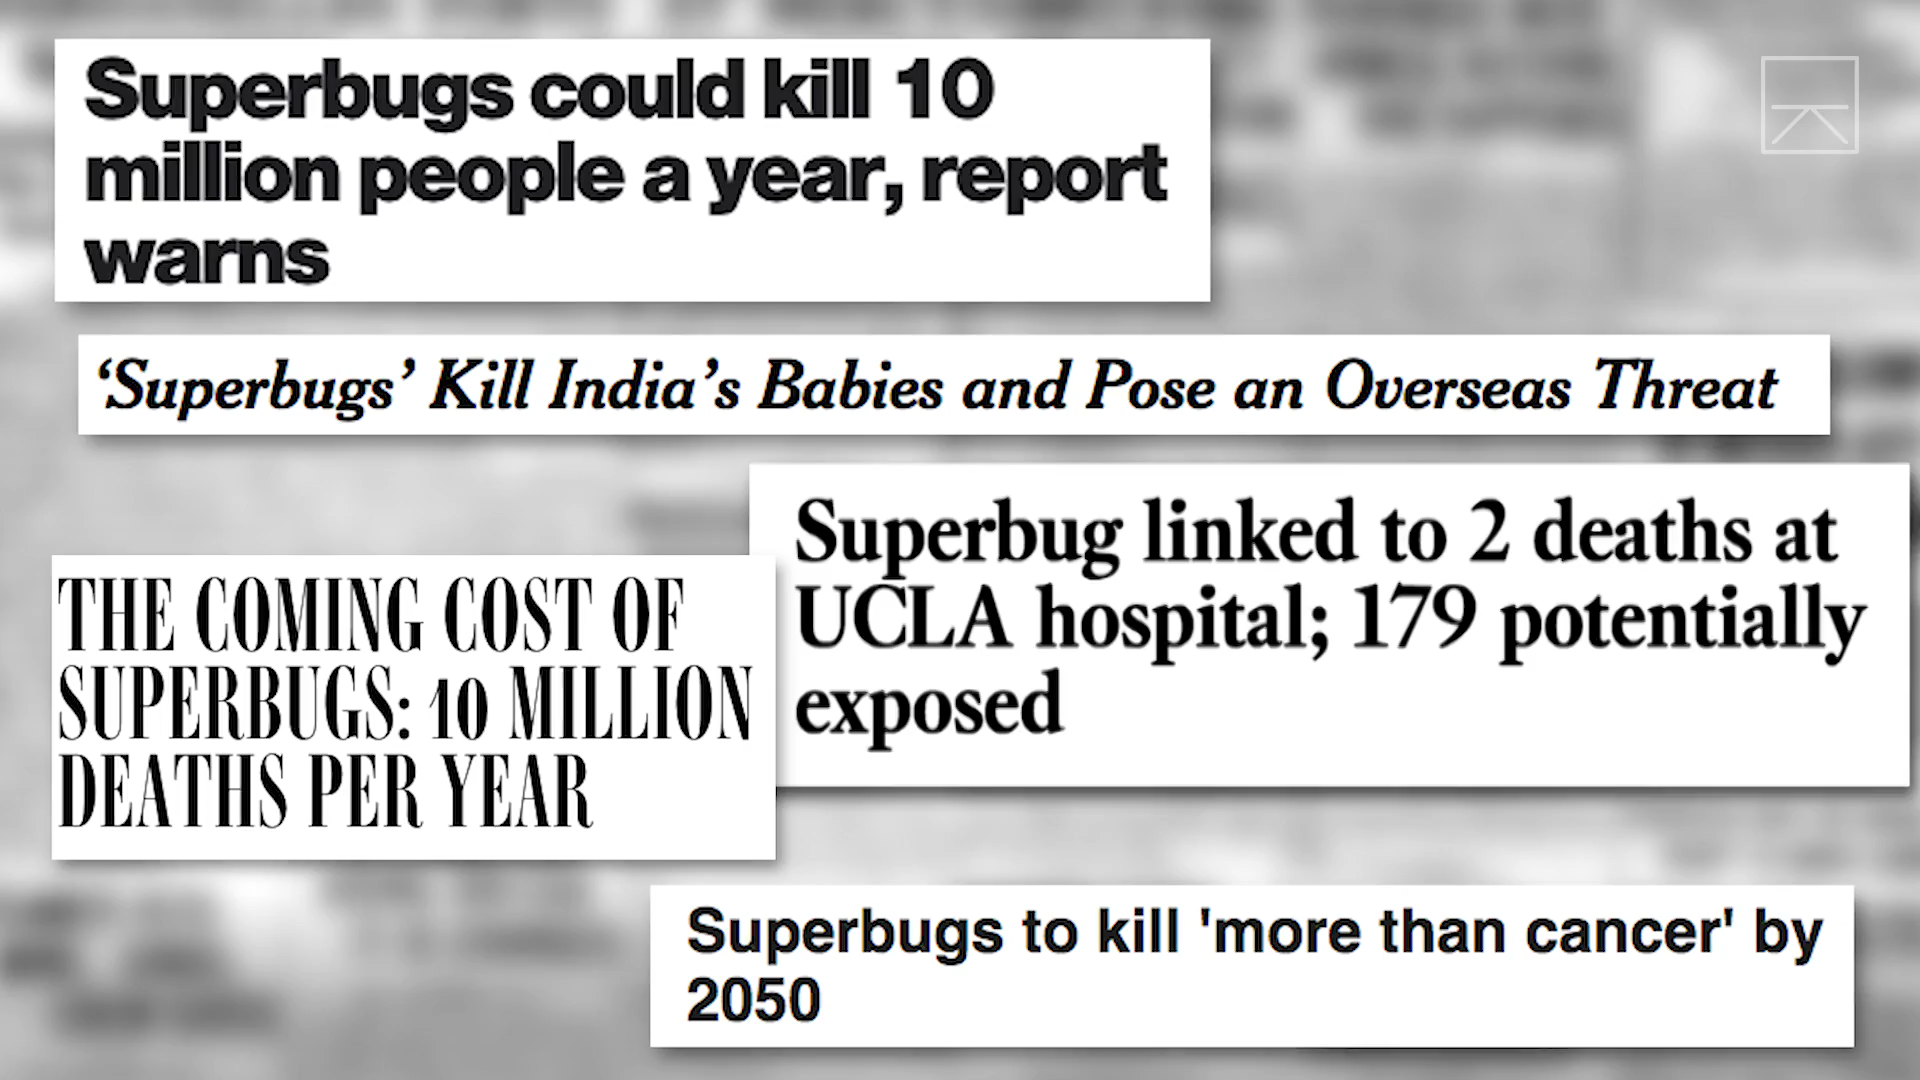 Superbugs could kill 10
million people a year, report
warns
‘Superbugs’ Kill India’s Babies and Pose an Overseas Threat
Superbug linked to 2 deaths at
UCLA hospital; 179 potentially
exposed
THE COMING COST OF
SUPERBUGS: 10 MILLION
DEATHS PER YEAR
Superbugs to kill 'more than cancer' by
2050